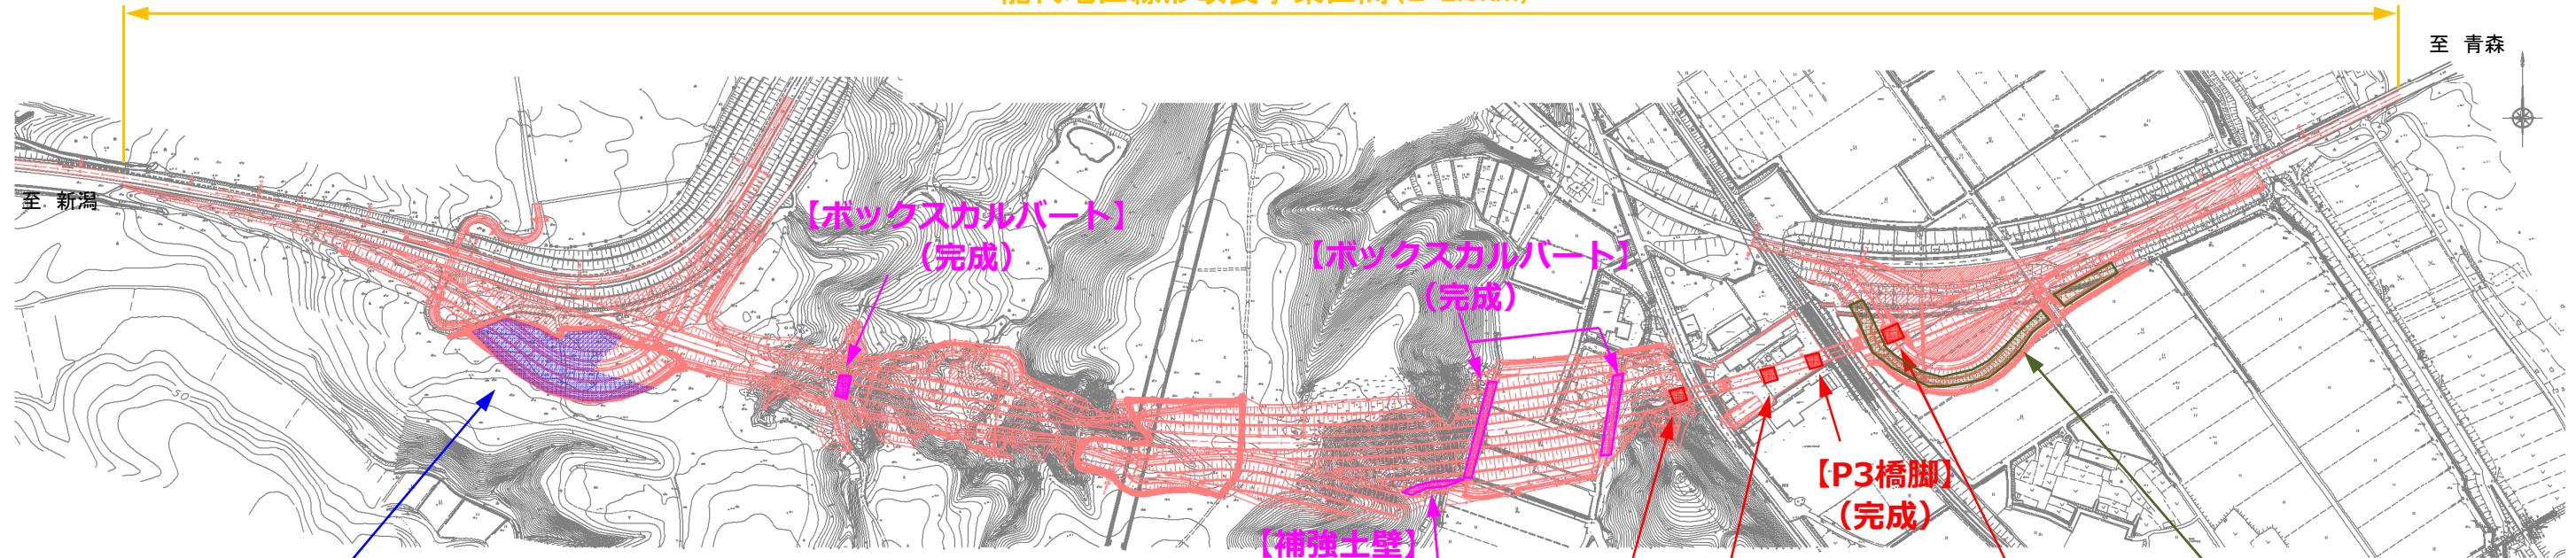 至 青森
至 新潟
【ボックスカルバート】
（完成）
【ボックスカルバート】
（完成）
50
【P3橋脚】
（完成）
【補強土壁】